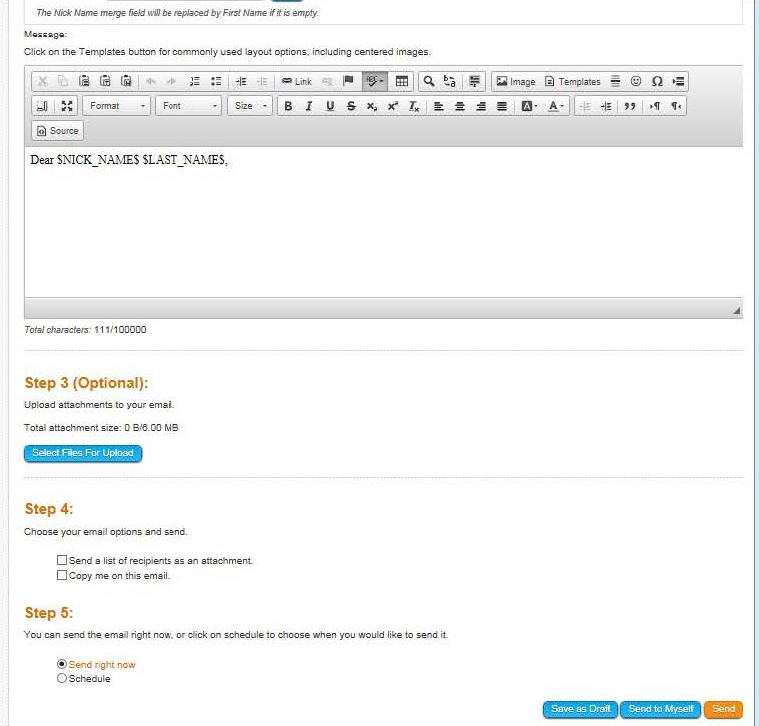 The Nick Name merge field will be replaced by First Name if it is empty.
Message:
Click on the Templates button for commonly used layout options, including centered images.
Link Image Templates
Format Font Size B I U S x₂ x² Tx A A
Source
Dear $NICK_NAME$ $LAST_NAME$,
Total characters: 111/100000
Step 3 (Optional):
Upload attachments to your email.
Total attachment size: 0 B/6.00 MB
Select Files For Upload
Step 4:
Choose your email options and send.
Send a list of recipients as an attachment.
Copy me on this email.
Step 5:
You can send the email right now, or click on schedule to choose when you would like to send it.
Send right now
Schedule
Save as Draft Send to Myself Send